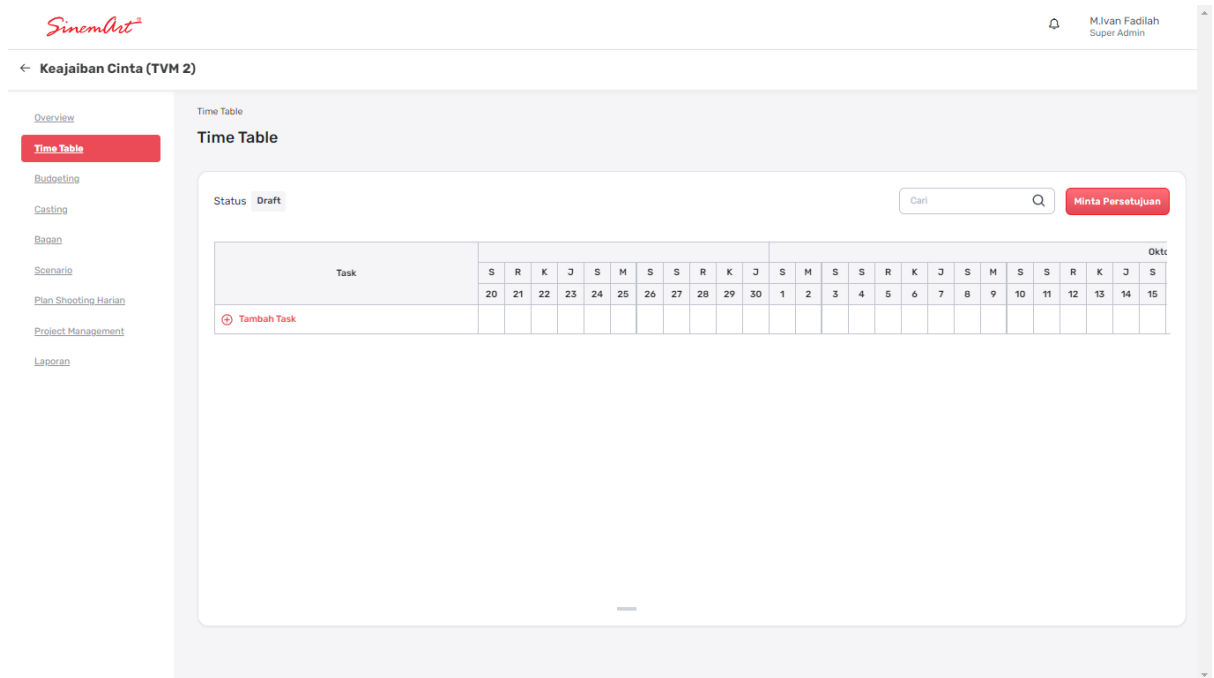 SinemArt
M.Ivan Fadilah
Super Admin
Keajaiban Cinta (TVM 2)
Overview
Time Table
Budgeting
Casting
Bagan
Scenario
Plan Shooting Harian
Project Management
Laporan
Time Table
Time Table
Status Draft
Cari
Minta Persetujuan
Okto
Task S R K J S M S S R K J S M S S R K J S M S S R K J S
20 21 22 23 24 25 26 27 28 29 30 1 2 3 4 5 6 7 8 9 10 11 12 13 14 15
Tambah Task